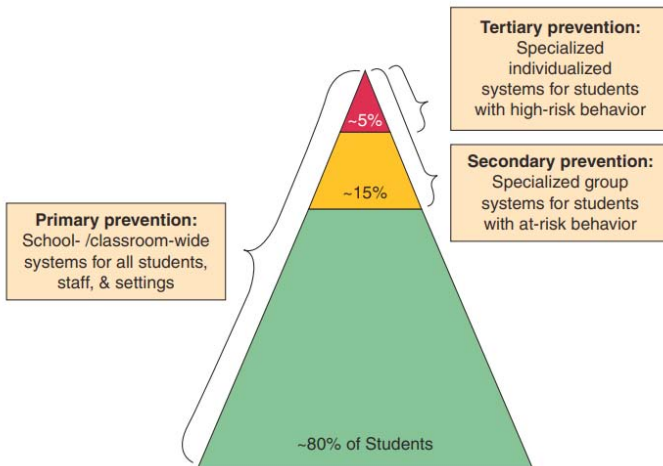 Tertiary prevention:
Specialized
individualized
systems for students
with high-risk behavior
~5%
Secondary prevention:
Specialized group
systems for students
with at-risk behavior
~15%
Primary prevention:
School- /classroom-wide
systems for all students,
staff, & settings
~80% of Students